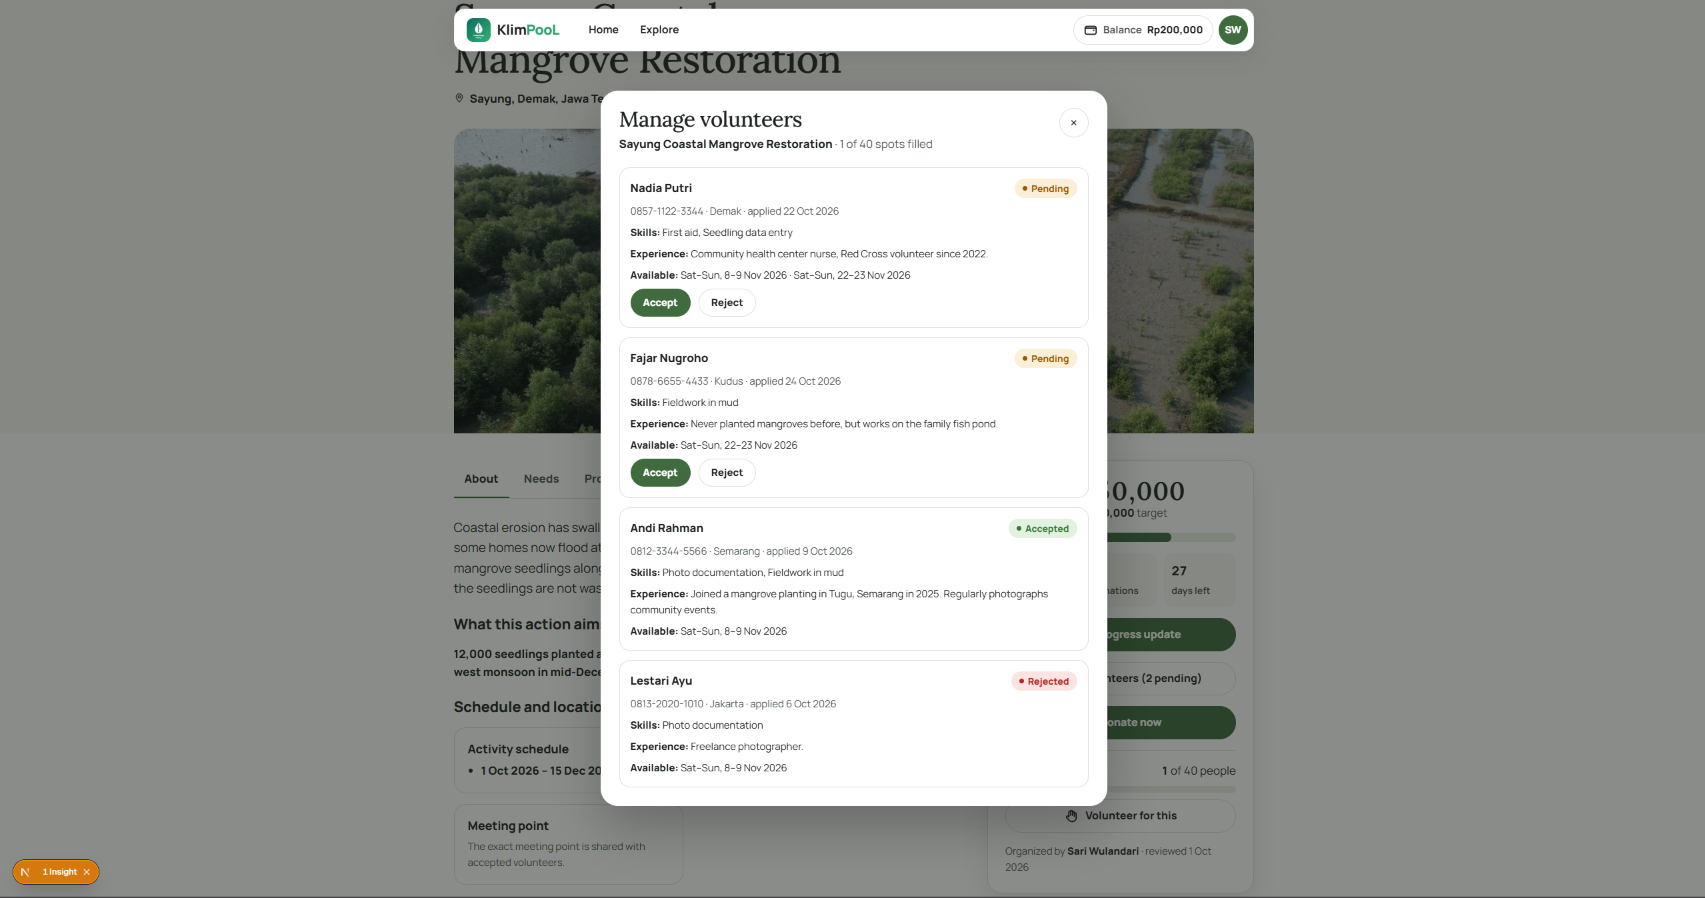 KlimPooL
Home
Explore
Balance Rp200,000
SW
Mangrove Restoration
Sayung, Demak, Jawa Te
Manage volunteers
×
Sayung Coastal Mangrove Restoration · 1 of 40 spots filled
Nadia Putri
Pending
0857-1122-3344 · Demak · applied 22 Oct 2026
Skills: First aid, Seedling data entry
Experience: Community health center nurse, Red Cross volunteer since 2022.
Available: Sat–Sun, 8–9 Nov 2026 · Sat–Sun, 22–23 Nov 2026
Accept
Reject
Fajar Nugroho
Pending
0878-6655-4433 · Kudus · applied 24 Oct 2026
Skills: Fieldwork in mud
Experience: Never planted mangroves before, but works on the family fish pond.
Available: Sat–Sun, 22–23 Nov 2026
Accept
Reject
Andi Rahman
Accepted
0812-3344-5566 · Semarang · applied 9 Oct 2026
Skills: Photo documentation, Fieldwork in mud
Experience: Joined a mangrove planting in Tugu, Semarang in 2025. Regularly photographs
community events.
Available: Sat–Sun, 8–9 Nov 2026
Lestari Ayu
Rejected
0813-2020-1010 · Jakarta · applied 6 Oct 2026
Skills: Photo documentation
Experience: Freelance photographer.
Available: Sat–Sun, 8–9 Nov 2026
About
Needs
Pro
Coastal erosion has swall
some homes now flood at
mangrove seedlings along
the seedlings are not was
What this action aim
12,000 seedlings planted a
west monsoon in mid-Dece
Schedule and locatio
Activity schedule
• 1 Oct 2026 – 15 Dec 20
Meeting point
The exact meeting point is shared with
accepted volunteers.
0,000
0,000 target
nations
27
days left
ogress update
nteers (2 pending)
onate now
1 of 40 people
Volunteer for this
Organized by Sari Wulandari · reviewed 1 Oct
2026
N 1 Insight ×